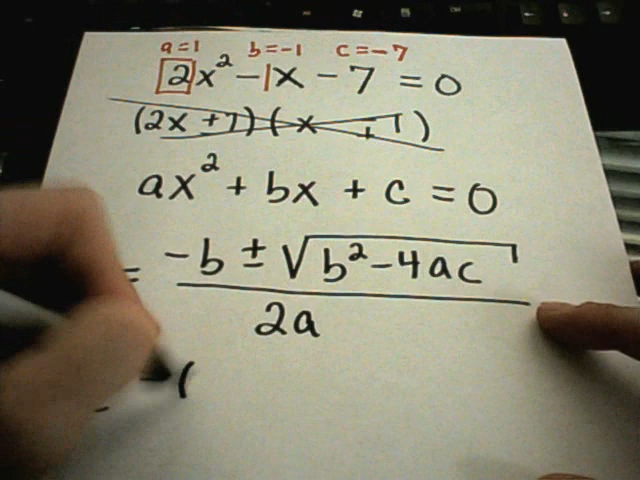 a=1 b=-1 c=-7
2x² -1x - 7 = 0
(2x +7)(x +1)
ax² + bx + c = 0
= -b ± √b²-4ac
2a
-(